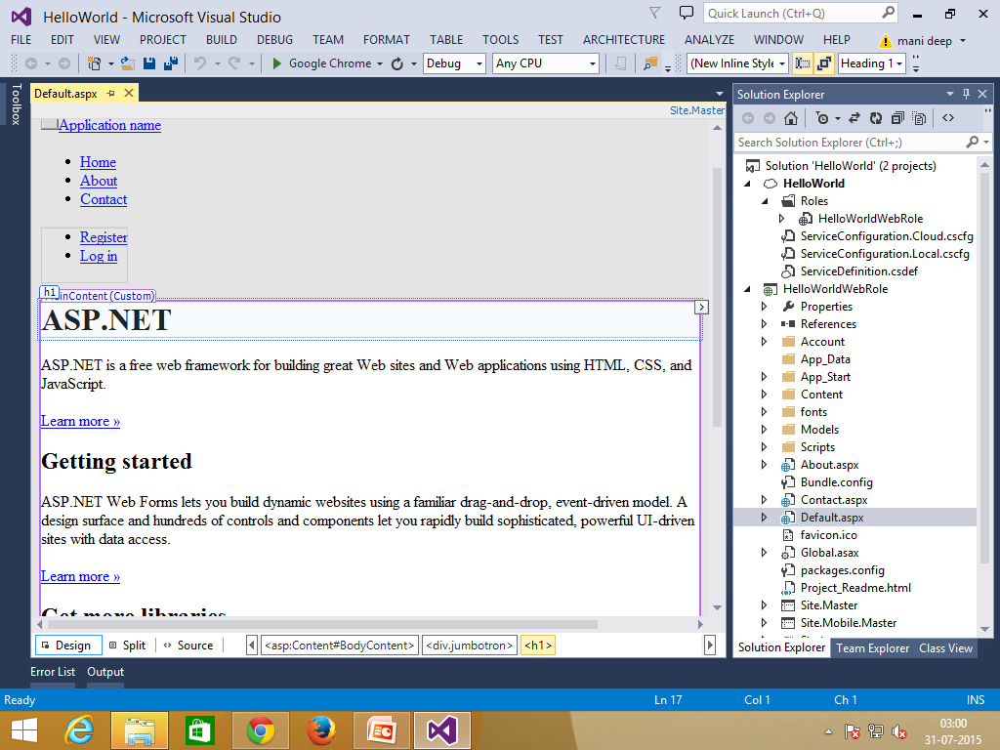 HelloWorld - Microsoft Visual Studio
Quick Launch (Ctrl+Q)
FILE EDIT VIEW PROJECT BUILD DEBUG TEAM FORMAT TABLE TOOLS TEST ARCHITECTURE ANALYZE WINDOW HELP mani deep
Google Chrome Debug Any CPU (New Inline Style Heading 1
Toolbox
Default.aspx
Site.Master
Application name
Home
About
Contact
Register
Log in
h1
MainContent (Custom)
ASP.NET
ASP.NET is a free web framework for building great Web sites and Web applications using HTML, CSS, and
JavaScript.
Learn more »
Getting started
ASP.NET Web Forms lets you build dynamic websites using a familiar drag-and-drop, event-driven model. A
design surface and hundreds of controls and components let you rapidly build sophisticated, powerful UI-driven
sites with data access.
Learn more »
Get more libraries
Design Split Source <asp:Content#BodyContent> <div.jumbotron> <h1>
Solution Explorer
Search Solution Explorer (Ctrl+;)
Solution 'HelloWorld' (2 projects)
HelloWorld
Roles
HelloWorldWebRole
ServiceConfiguration.Cloud.cscfg
ServiceConfiguration.Local.cscfg
ServiceDefinition.csdef
HelloWorldWebRole
Properties
References
Account
App_Data
App_Start
Content
fonts
Models
Scripts
About.aspx
Bundle.config
Contact.aspx
Default.aspx
favicon.ico
Global.asax
packages.config
Project_Readme.html
Site.Master
Site.Mobile.Master
Solution Explorer Team Explorer Class View
Error List Output
Ready Ln 17 Col 1 Ch 1 INS
03:00
31-07-2015